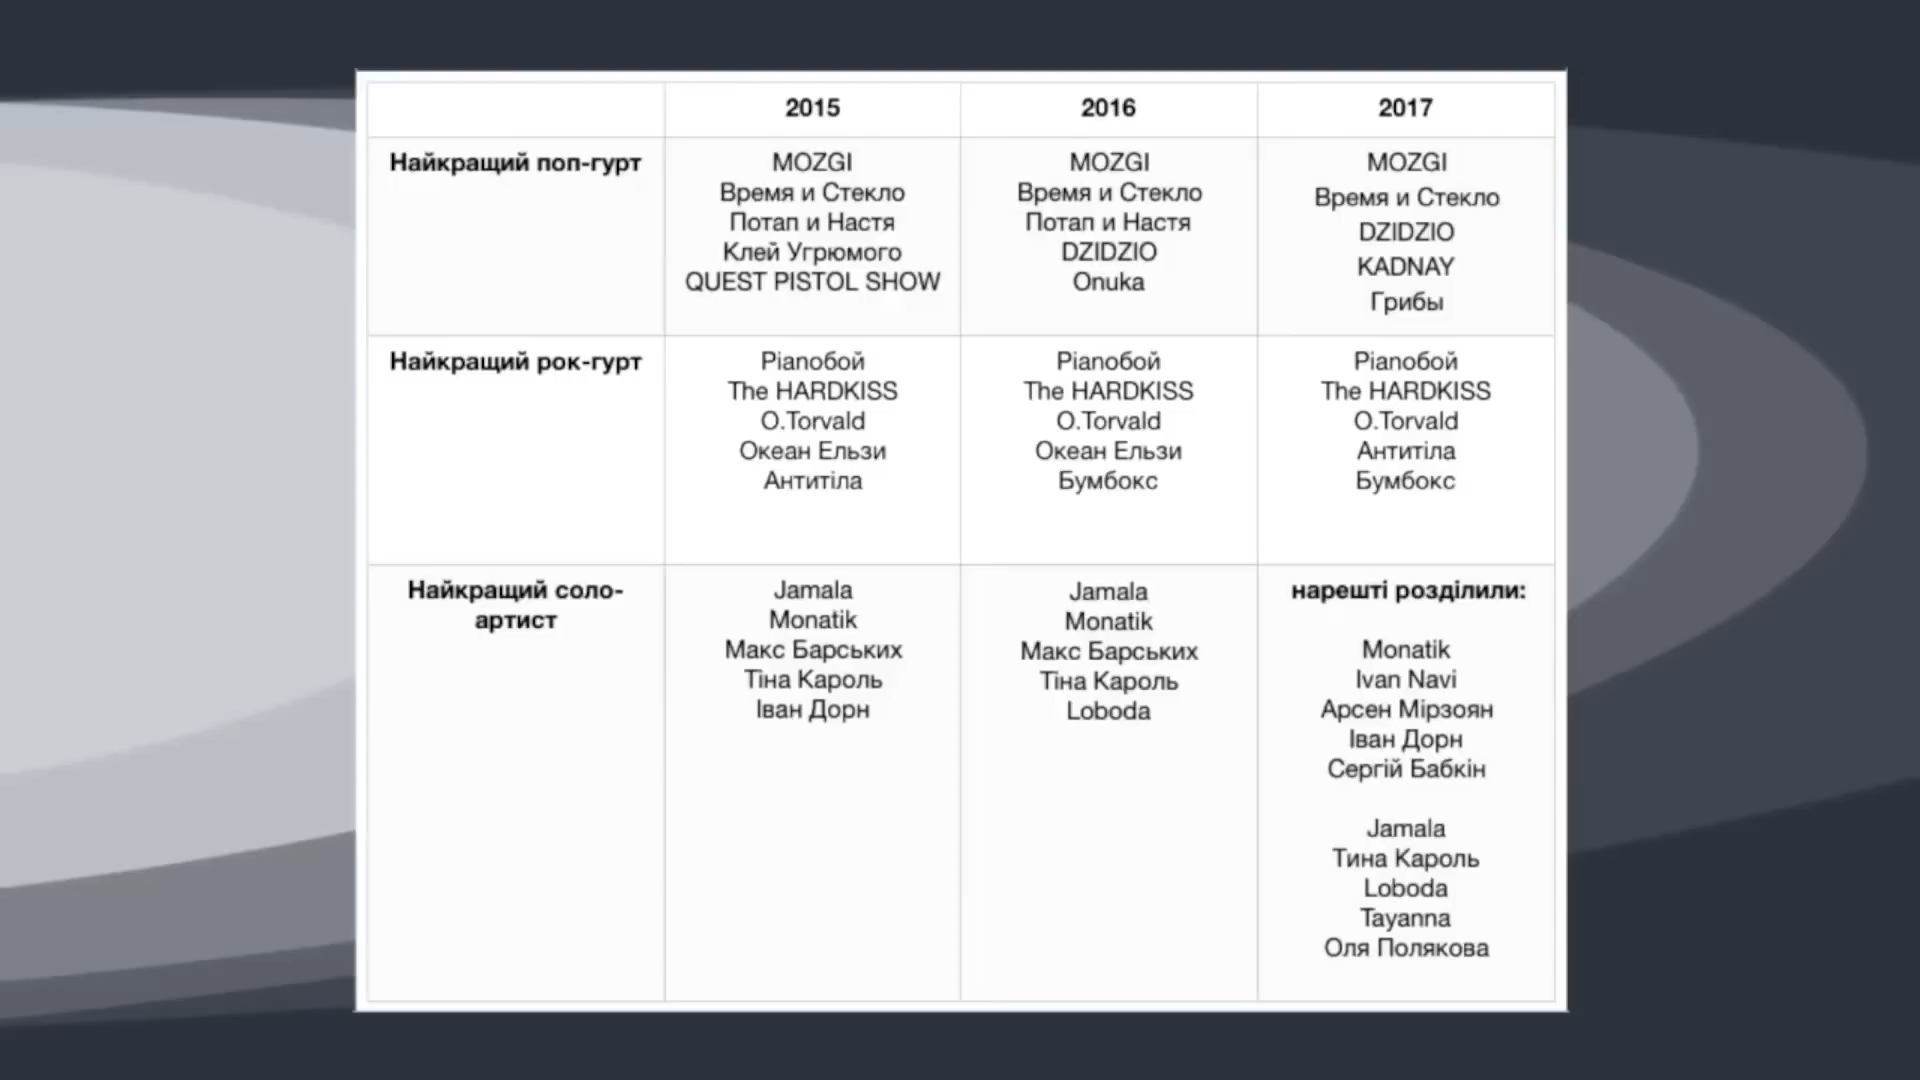 2015
2016
2017
Найкращий поп-гурт
MOZGI
Время и Стекло
Потап и Настя
Клей Угрюмого
QUEST PISTOL SHOW
MOZGI
Время и Стекло
Потап и Настя
DZIDZIO
Onuka
MOZGI
Время и Стекло
DZIDZIO
KADNAY
Грибы
Найкращий рок-гурт
Pianoбой
The HARDKISS
O.Torvald
Океан Ельзи
Антитіла
Pianoбой
The HARDKISS
O.Torvald
Океан Ельзи
Бумбокс
Pianoбой
The HARDKISS
O.Torvald
Антитіла
Бумбокс
Найкращий соло-
артист
Jamala
Monatik
Макс Барських
Тіна Кароль
Іван Дорн
Jamala
Monatik
Макс Барських
Тіна Кароль
Loboda
нарешті розділили:
Monatik
Ivan Navi
Арсен Мірзоян
Іван Дорн
Сергій Бабкін
Jamala
Тина Кароль
Loboda
Tayanna
Оля Полякова